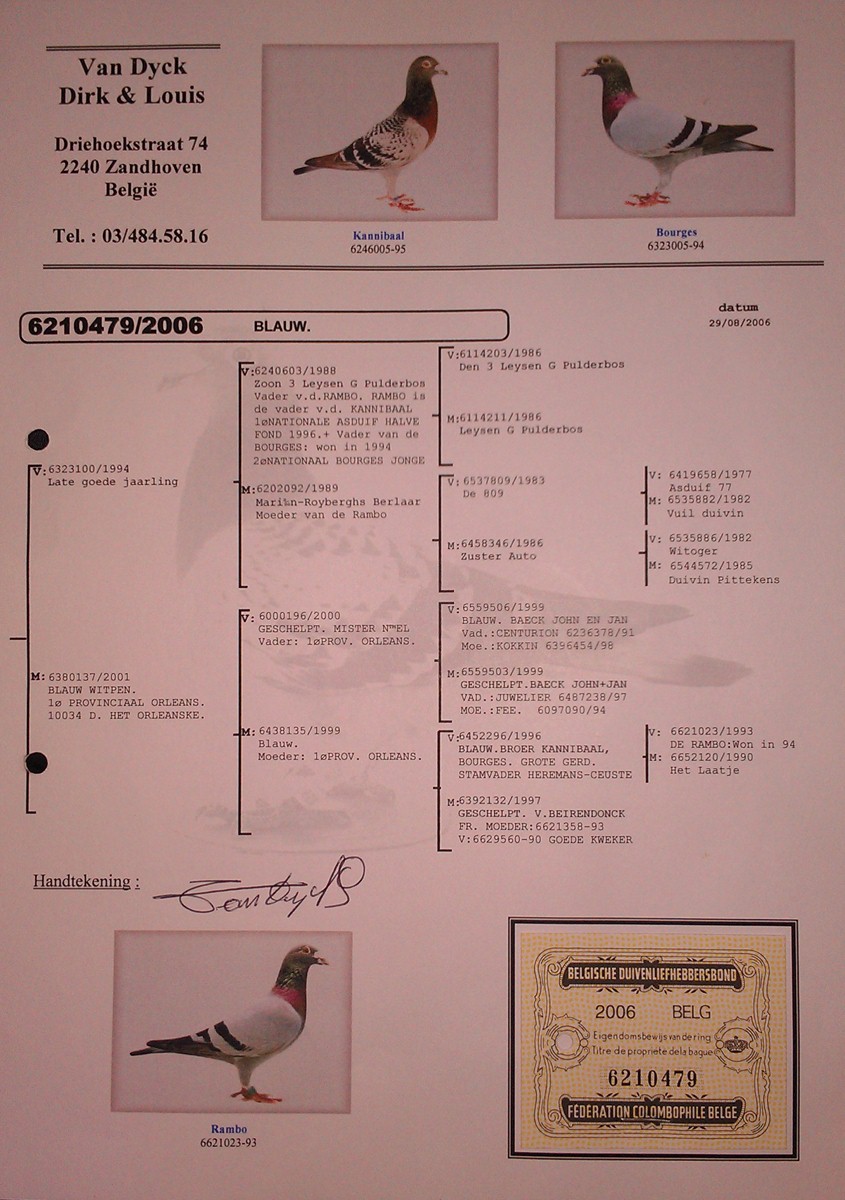 Van Dyck
Dirk & Louis
Driehoekstraat 74
2240 Zandhoven
België
Tel. : 03/484.58.16
Kannibaal
6246005-95
Bourges
6323005-94
datum
29/08/2006
6210479/2006 BLAUW.
V:6323100/1994
Late goede jaarling
M:6380137/2001
BLAUW WITPEN.
1ø PROVINCIAAL ORLEANS.
10034 D. HET ORLEANSKE.
V:6240603/1988
Zoon 3 Leysen G Pulderbos
Vader v.d.RAMBO. RAMBO is
de vader v.d. KANNIBAAL
1øNATIONALE ASDUIF HALVE
FOND 1996.+ Vader van de
BOURGES: won in 1994
2øNATIONAAL BOURGES JONGE
M:6202092/1989
Mariën-Royberghs Berlaar
Moeder van de Rambo
V: 6000196/2000
GESCHELPT. MISTER N™EL
Vader: 1øPROV. ORLEANS.
M:6438135/1999
Blauw.
Moeder: 1øPROV. ORLEANS.
V:6114203/1986
Den 3 Leysen G Pulderbos
M:6114211/1986
Leysen G Pulderbos
V: 6537809/1983
De 809
M:6458346/1986
Zuster Auto
V:6559506/1999
BLAUW. BAECK JOHN EN JAN
Vad.:CENTURION 6236378/91
Moe.:KOKKIN 6396454/98
M:6559503/1999
GESCHELPT.BAECK JOHN+JAN
VAD.:JUWELIER 6487238/97
MOE.:FEE. 6097090/94
V:6452296/1996
BLAUW.BROER KANNIBAAL,
BOURGES. GROTE GERD.
STAMVADER HEREMANS-CEUSTE
M:6392132/1997
GESCHELPT. V.BEIRENDONCK
FR. MOEDER:6621358-93
V:6629560-90 GOEDE KWEKER
V: 6419658/1977
Asduif 77
M: 6535882/1982
Vuil duivin
V: 6535886/1982
Witoger
M: 6544572/1985
Duivin Pittekens
V: 6621023/1993
DE RAMBO:Won in 94
M: 6652120/1990
Het Laatje
Handtekening :
VanDyck
Rambo
6621023-93
BELGISCHE DUIVENLIEFHEBBERSBOND
2006 BELG
Eigendomsbewijs van de ring
Titre de propriete de la bague
6210479
FÉDÉRATION COLOMBOPHILE BELGE